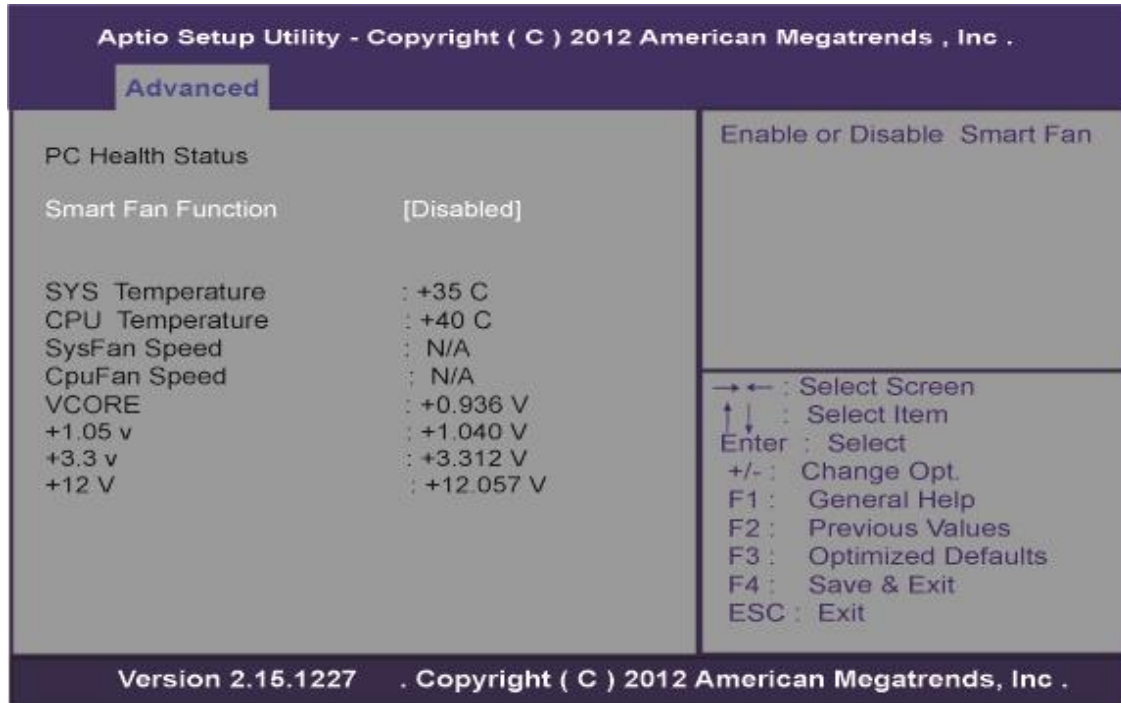 Aptio Setup Utility - Copyright ( C ) 2012 American Megatrends , Inc .
Advanced
PC Health Status
Smart Fan Function [Disabled]
SYS Temperature : +35 C
CPU Temperature : +40 C
SysFan Speed : N/A
CpuFan Speed : N/A
VCORE : +0.936 V
+1.05 v : +1.040 V
+3.3 v : +3.312 V
+12 V : +12.057 V
Enable or Disable Smart Fan
→ ← : Select Screen
↑ ↓ : Select Item
Enter : Select
+/- : Change Opt.
F1 : General Help
F2 : Previous Values
F3 : Optimized Defaults
F4 : Save & Exit
ESC : Exit
Version 2.15.1227 . Copyright ( C ) 2012 American Megatrends, Inc .